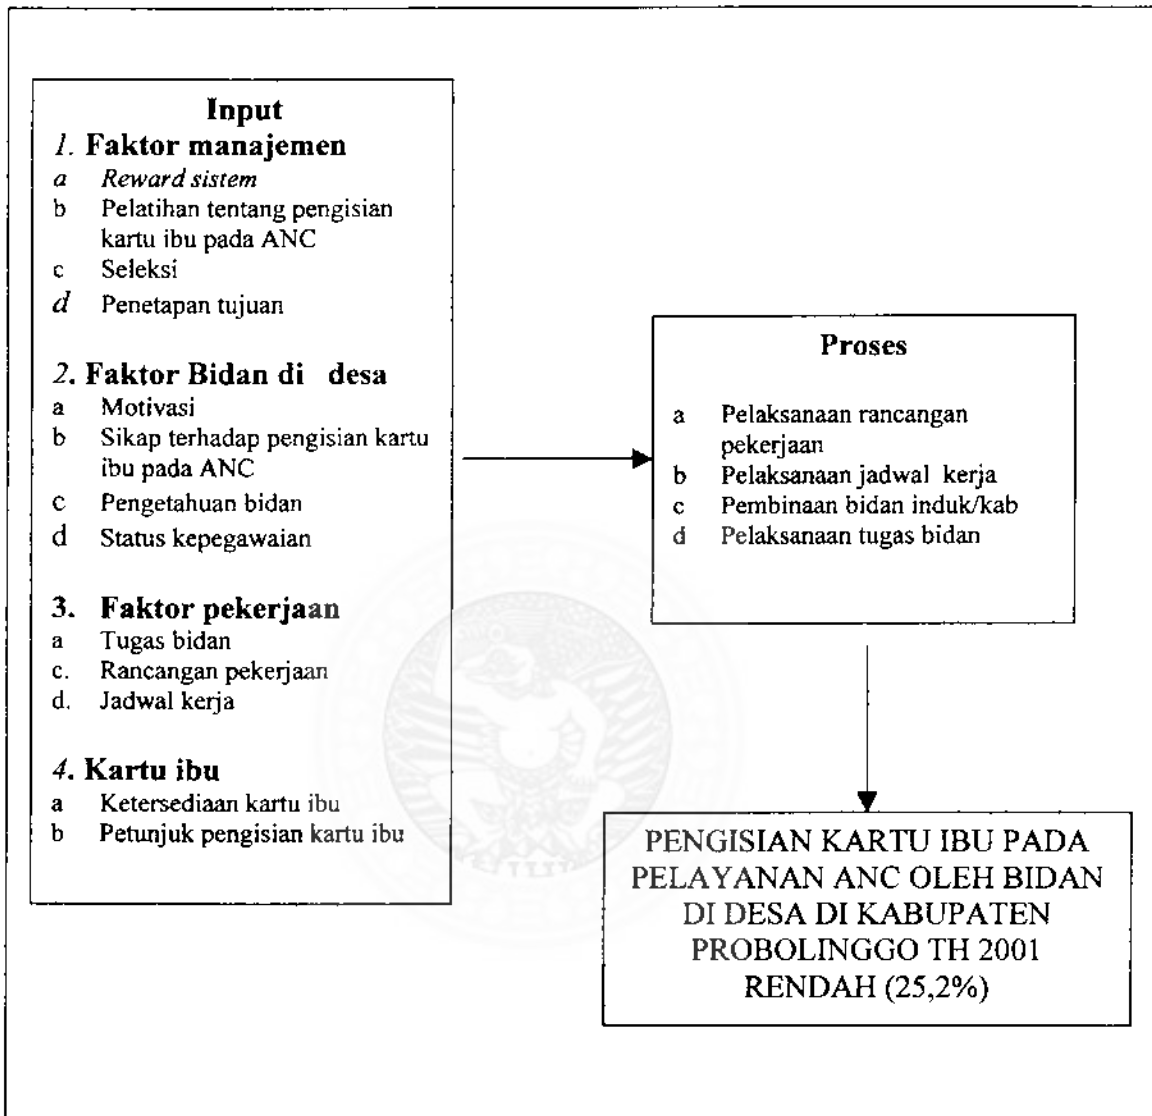 Input
1. Faktor manajemen
a Reward sistem
b Pelatihan tentang pengisian
kartu ibu pada ANC
c Seleksi
d Penetapan tujuan
2. Faktor Bidan di desa
a Motivasi
b Sikap terhadap pengisian kartu
ibu pada ANC
c Pengetahuan bidan
d Status kepegawaian
3. Faktor pekerjaan
a Tugas bidan
c. Rancangan pekerjaan
d. Jadwal kerja
4. Kartu ibu
a Ketersediaan kartu ibu
b Petunjuk pengisian kartu ibu
Proses
a Pelaksanaan rancangan
pekerjaan
b Pelaksanaan jadwal kerja
c Pembinaan bidan induk/kab
d Pelaksanaan tugas bidan
PENGISIAN KARTU IBU PADA
PELAYANAN ANC OLEH BIDAN
DI DESA DI KABUPATEN
PROBOLINGGO TH 2001
RENDAH (25,2%)